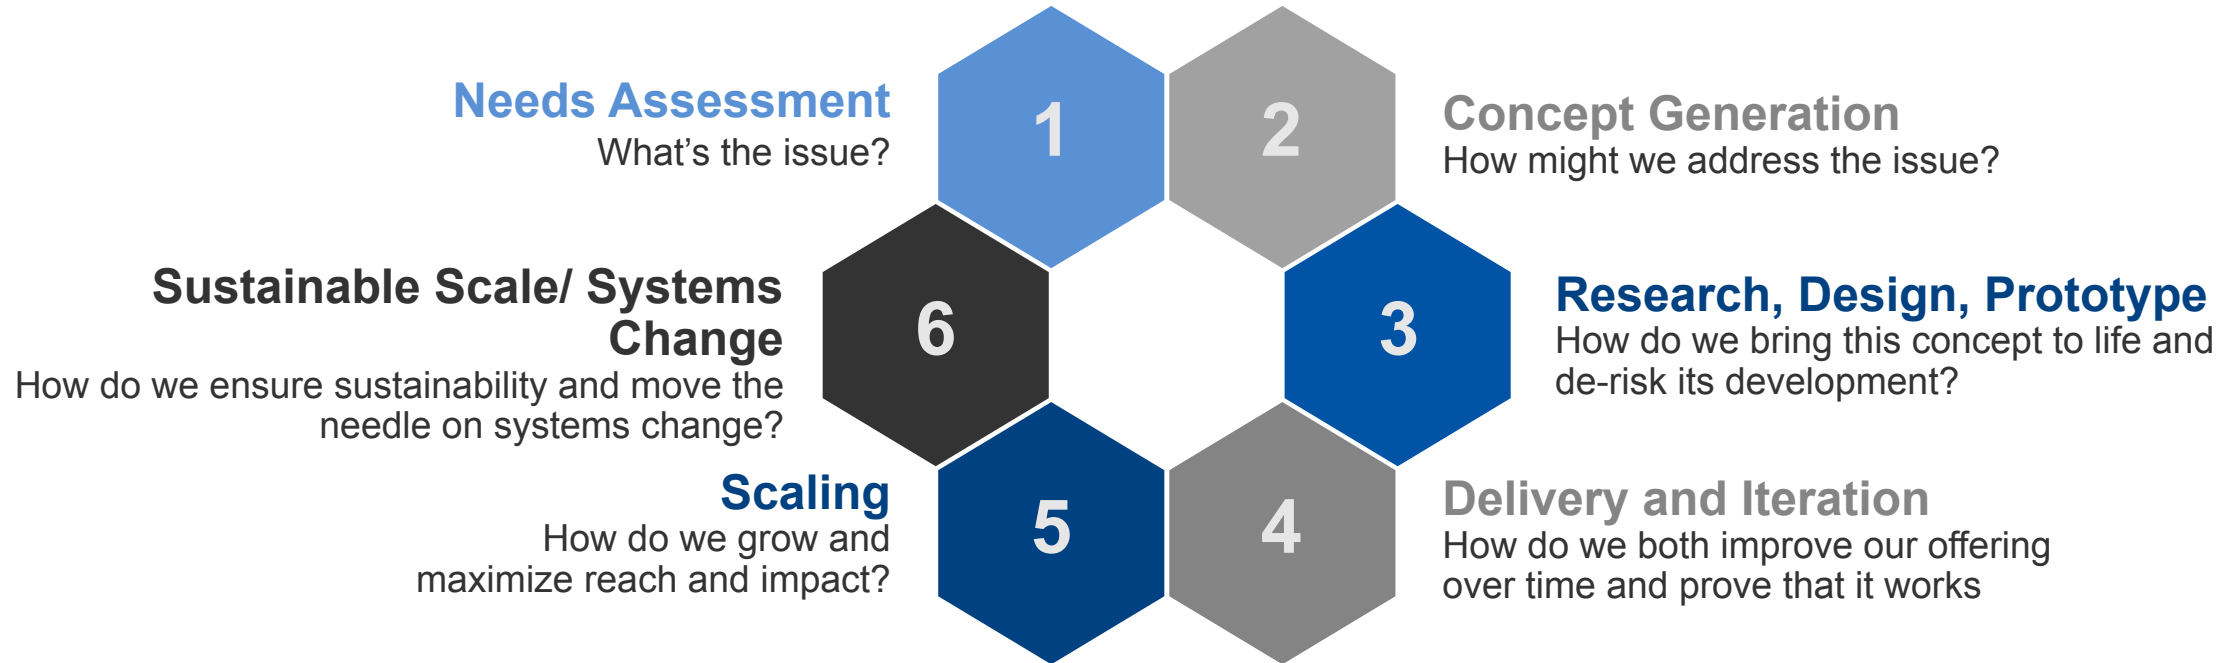 1
Needs Assessment
What’s the issue?
2
Concept Generation
How might we address the issue?
3
Research, Design, Prototype
How do we bring this concept to life and
de-risk its development?
4
Delivery and Iteration
How do we both improve our offering
over time and prove that it works
5
Scaling
How do we grow and
maximize reach and impact?
6
Sustainable Scale/ Systems
Change
How do we ensure sustainability and move the
needle on systems change?